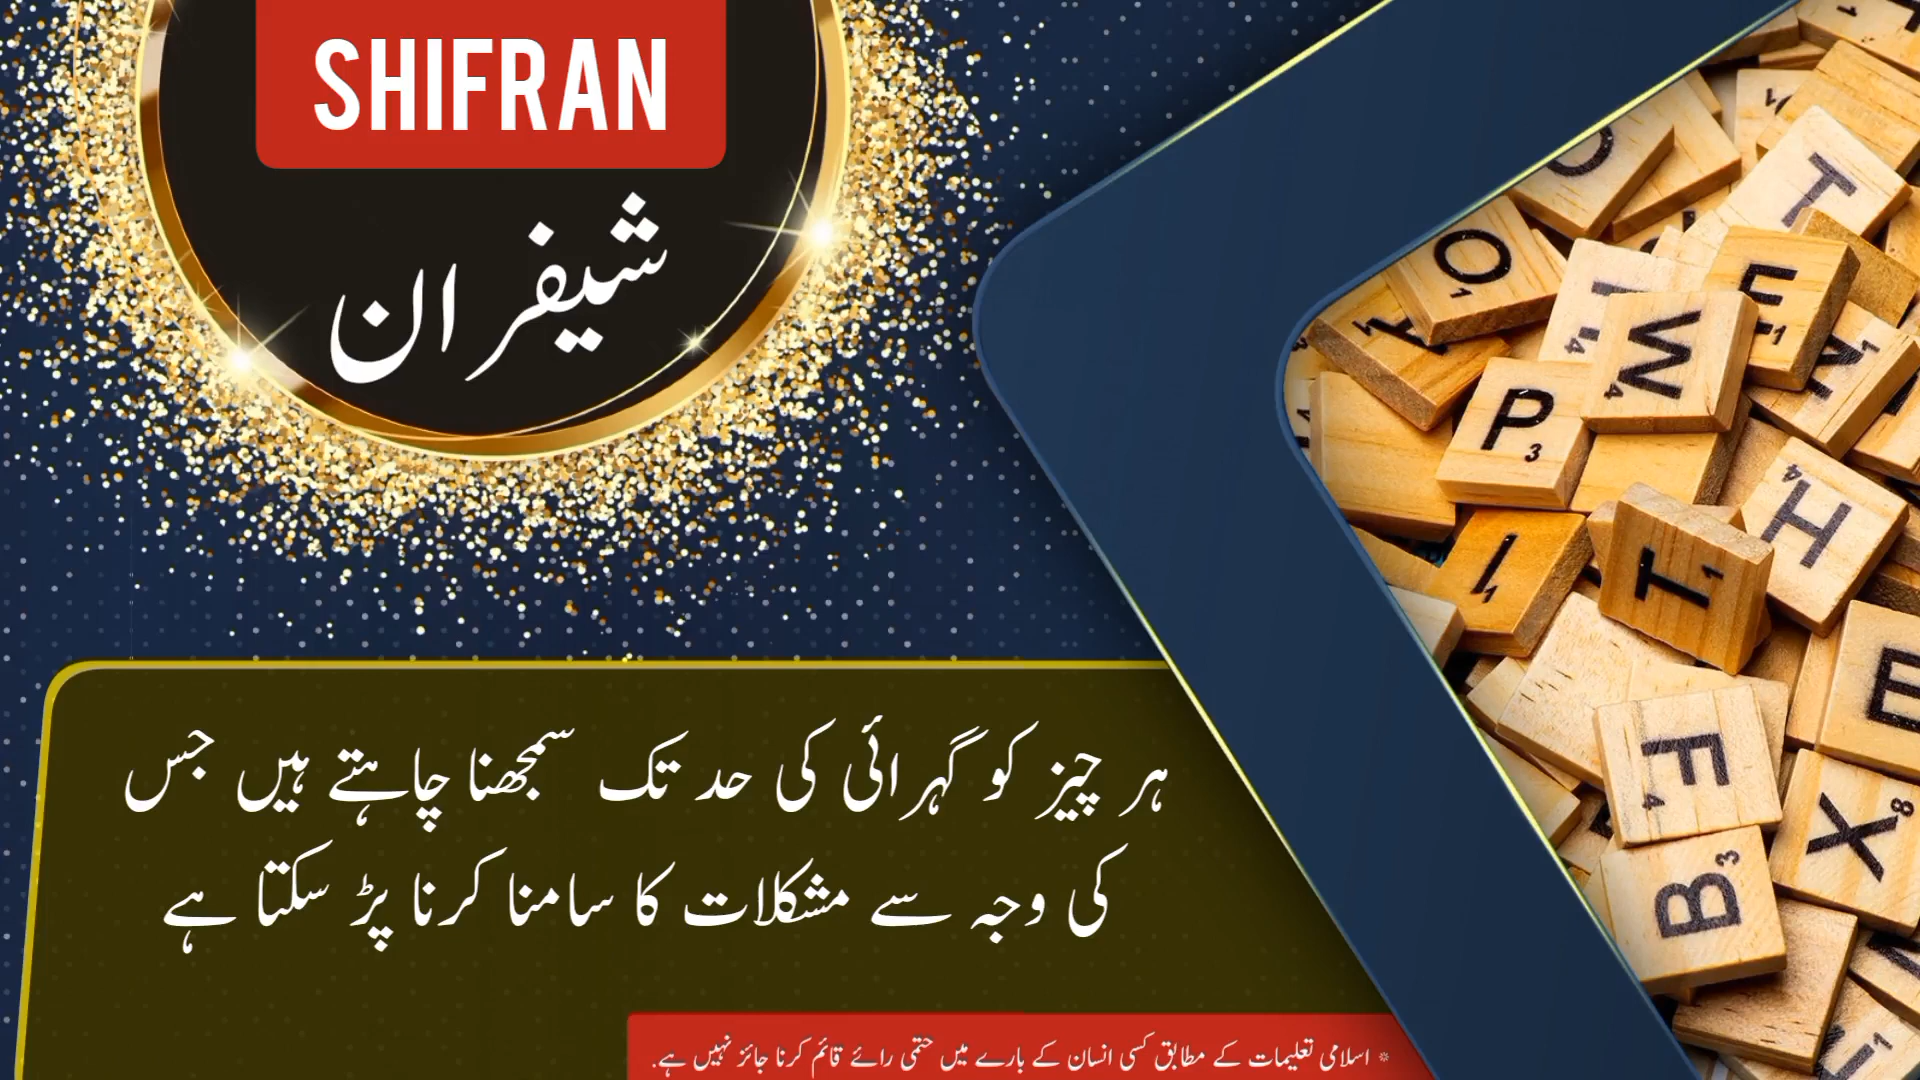 SHIFRAN
شیفران
ہر چیز کو گہرائی کی حد تک سمجھنا چاہتے ہیں جس
کی وجہ سے مشکلات کا سامنا کرنا پڑ سکتا ہے
* اسلامی تعلیمات کے مطابق کسی انسان کے بارے میں حتمی رائے قائم کرنا جائز نہیں ہے.
O
T
O
E
W
P
H
I
T
E
F
X
B